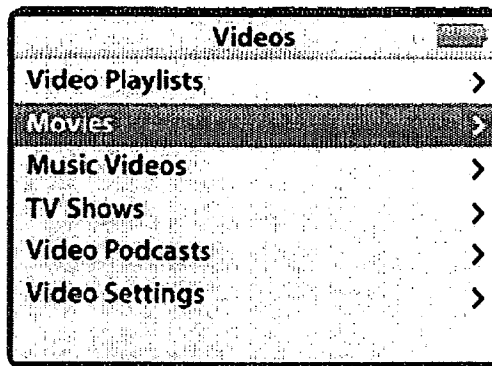 Videos
Video Playlists >
Movies >
Music Videos >
TV Shows >
Video Podcasts >
Video Settings >